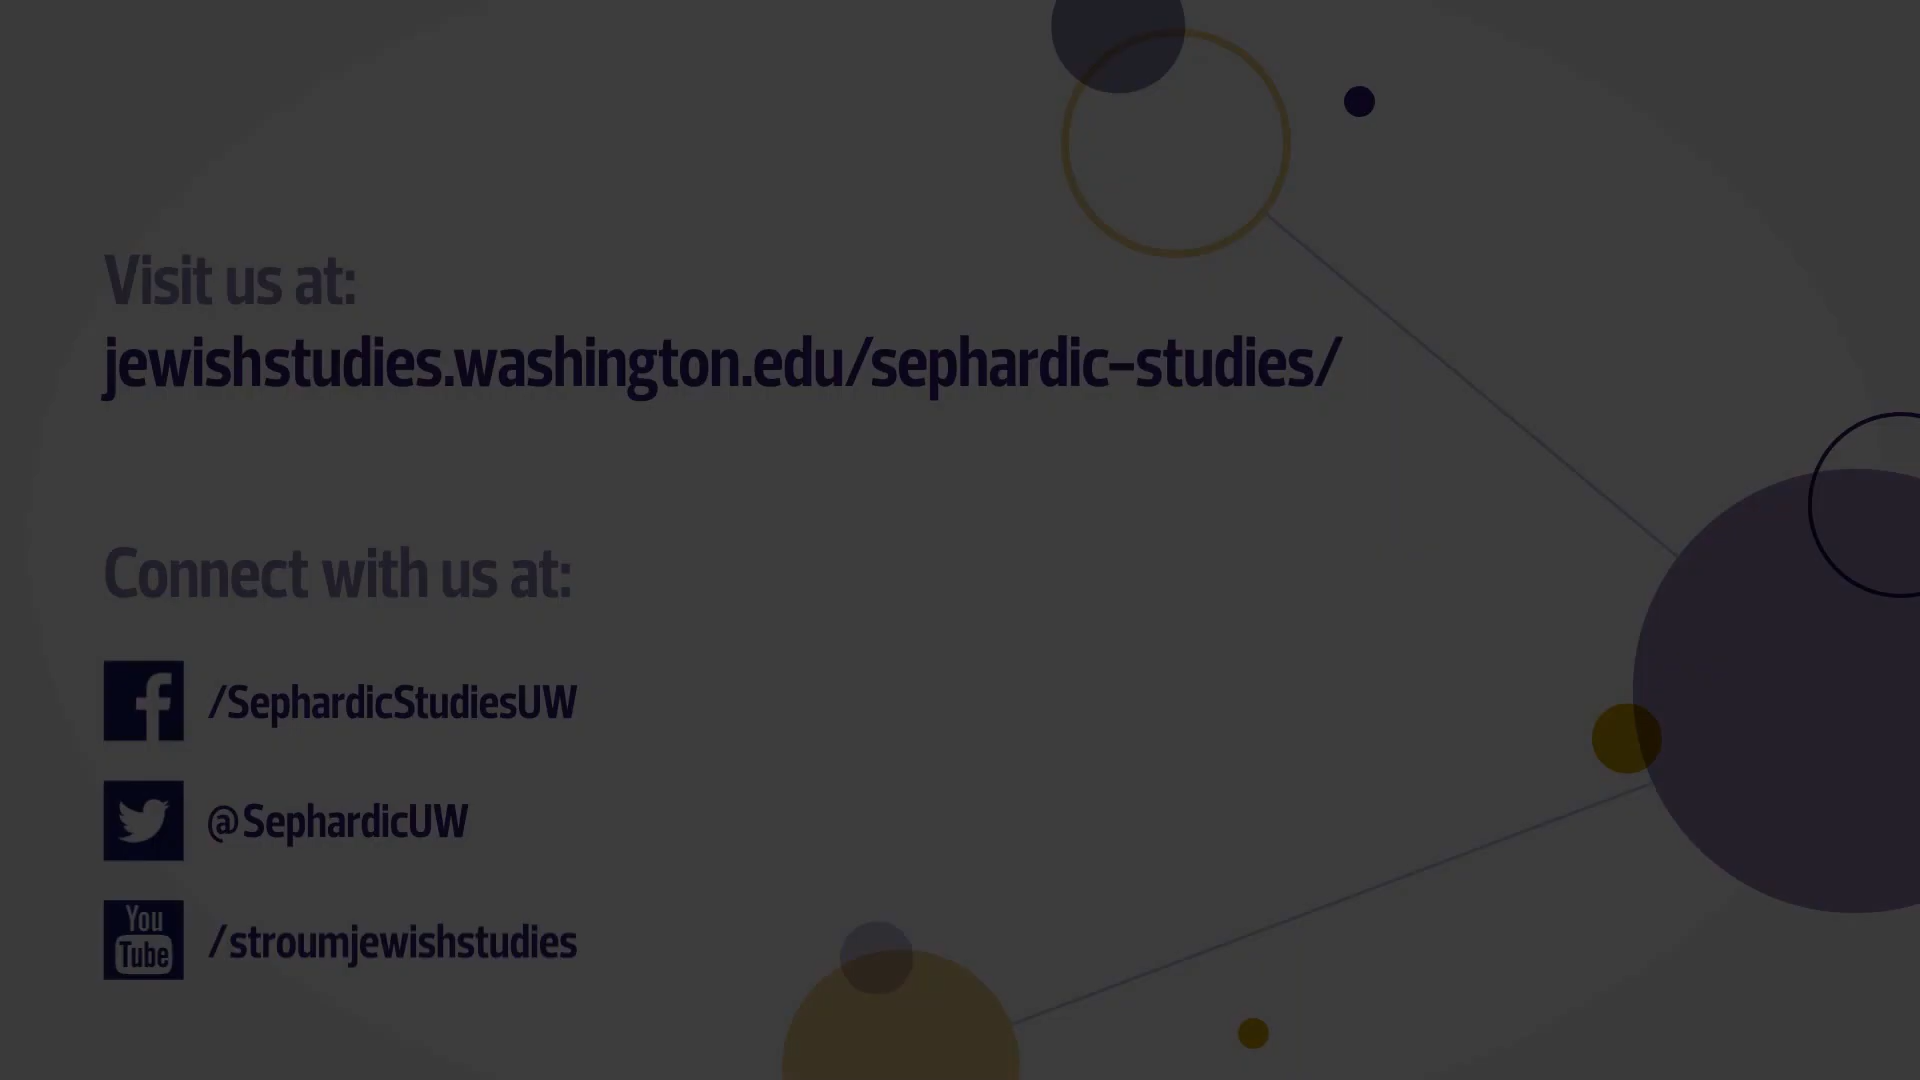 Visit us at:
jewishstudies.washington.edu/sephardic-studies/
Connect with us at:
/SephardicStudiesUW
@SephardicUW
You
Tube
/stroumjewishstudies